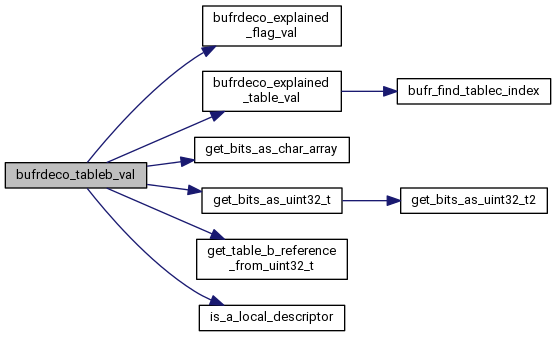 bufrdeco_explained
_flag_val
bufrdeco_explained
_table_val
bufr_find_tablec_index
get_bits_as_char_array
bufrdeco_tableb_val
get_bits_as_uint32_t
get_bits_as_uint32_t2
get_table_b_reference
_from_uint32_t
is_a_local_descriptor